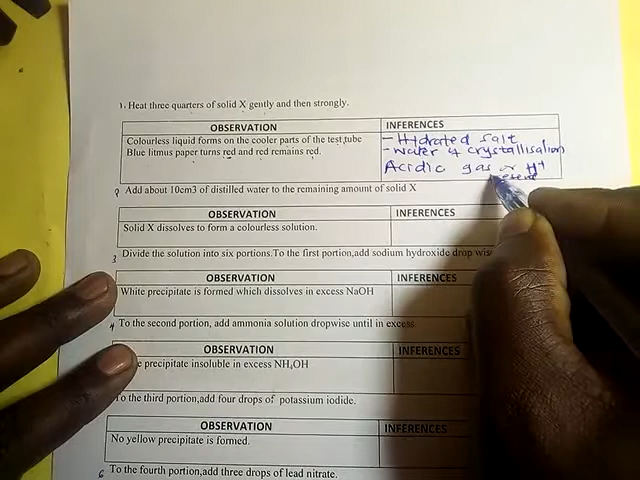 1. Heat three quarters of solid X gently and then strongly.
OBSERVATION INFERENCES
Colourless liquid forms on the cooler parts of the test,tube
Blue litmus paper turns red and red remains red.
- Hydrated salt
- Water of crystallisation
Acidic gas or H+
present
2 Add about 10cm3 of distilled water to the remaining amount of solid X
OBSERVATION INFERENCES
Solid X dissolves to form a colourless solution.
3 Divide the solution into six portions.To the first portion,add sodium hydroxide drop
OBSERVATION INFERENCES
White precipitate is formed which dissolves in excess NaOH
4 To the second portion, add ammonia solution dropwise until in excess
OBSERVATION INFERENCES
precipitate insoluble in excess NH4OH
To the third portion,add four drops of potassium iodide.
OBSERVATION INFERENCES
No yellow precipitate is formed.
6 To the fourth portion,add three drops of lead nitrate.